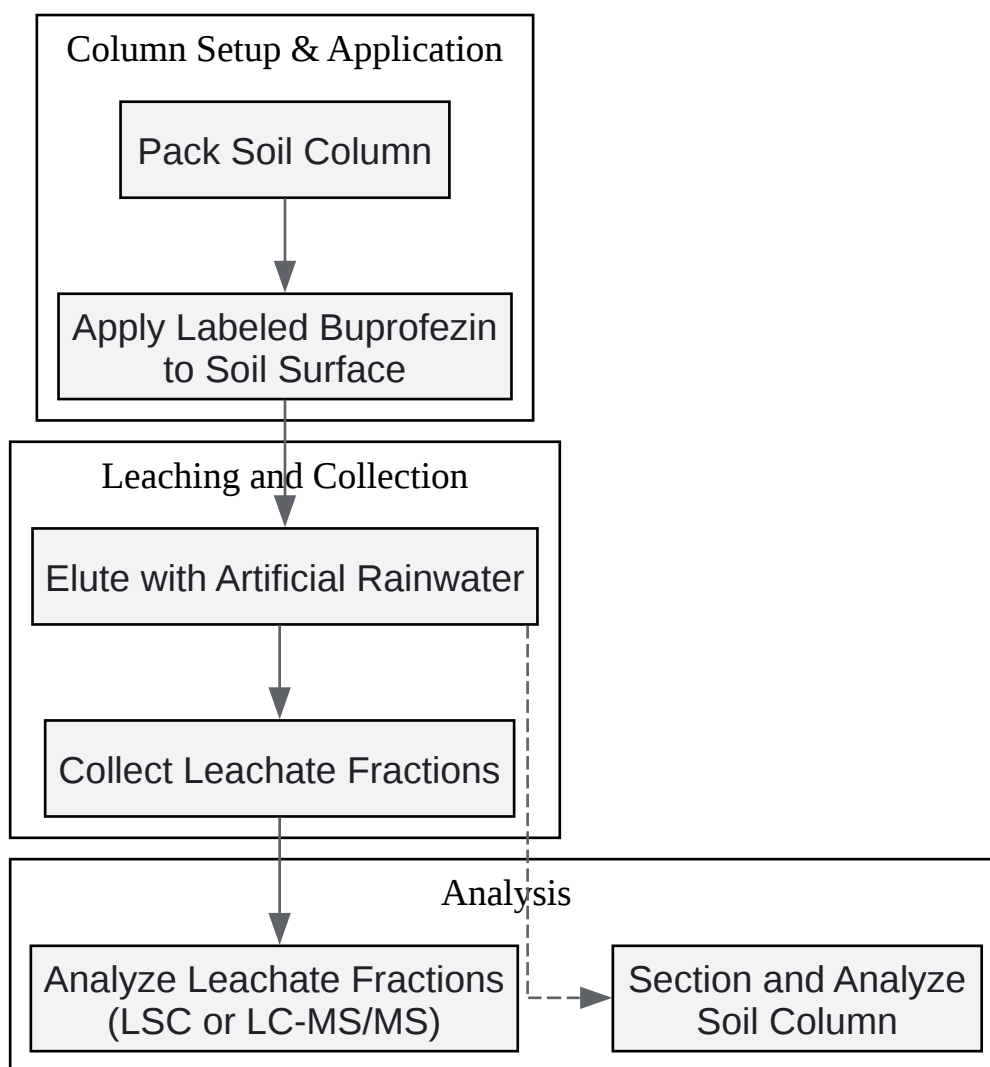 Column Setup & Application
Pack Soil Column
Apply Labeled Buprofezin
to Soil Surface
Leaching and Collection
Elute with Artificial Rainwater
Collect Leachate Fractions
Analysis
Analyze Leachate Fractions
(LSC or LC-MS/MS)
Section and Analyze
Soil Column